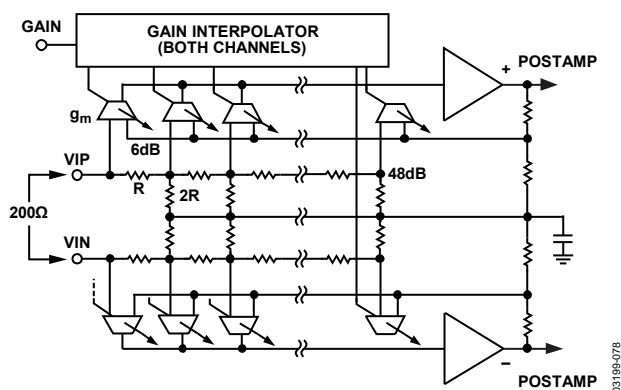 GAIN
GAIN INTERPOLATOR
(BOTH CHANNELS)
POSTAMP
+
gm
6dB
VIP
48dB
R
2R
200Ω
VIN
–
POSTAMP
03199-078